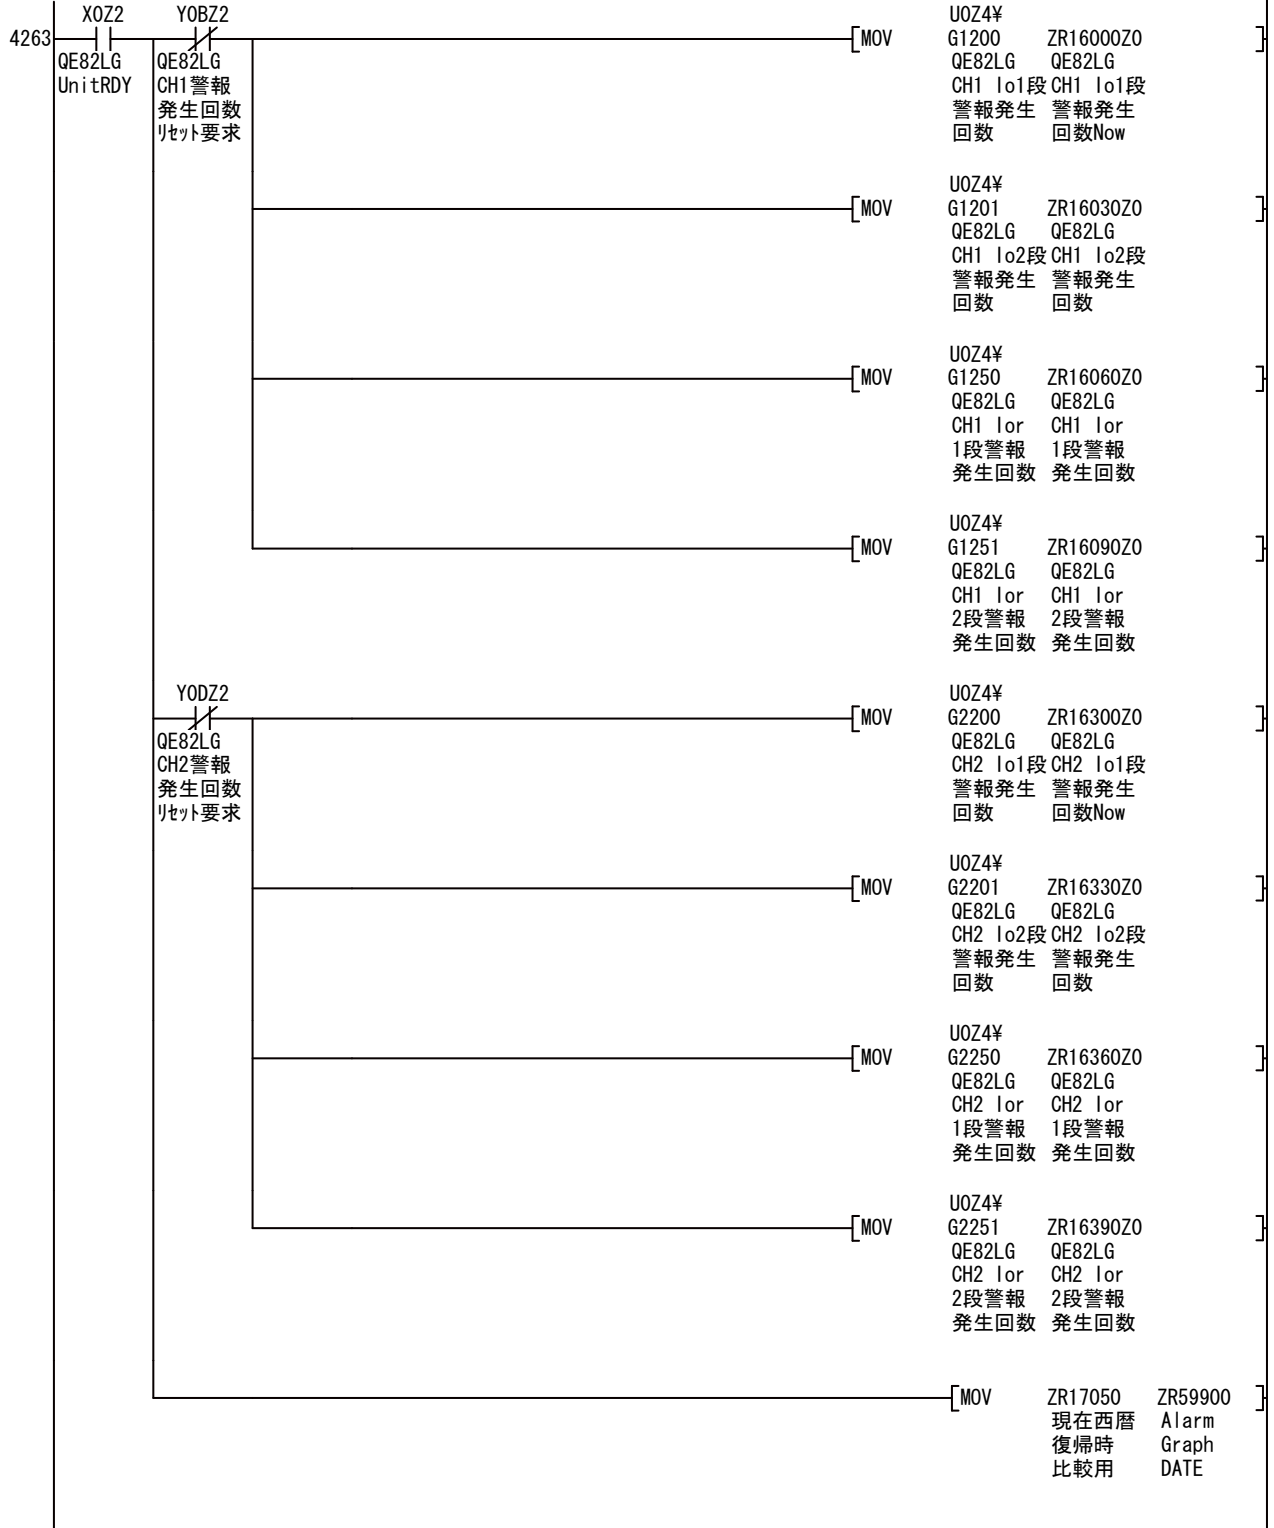 X0Z2 Y0BZ2 U0Z4¥
4263 [MOV G1200 ZR16000Z0 ]
QE82LG QE82LG QE82LG QE82LG
UnitRDY CH1警報 CH1 Io1段 CH1 Io1段
発生回数 警報発生 警報発生
ﾘｾｯﾄ要求 回数 回数Now
U0Z4¥
[MOV G1201 ZR16030Z0 ]
QE82LG QE82LG
CH1 Io2段 CH1 Io2段
警報発生 警報発生
回数 回数
U0Z4¥
[MOV G1250 ZR16060Z0 ]
QE82LG QE82LG
CH1 Ior CH1 Ior
1段警報 1段警報
発生回数 発生回数
U0Z4¥
[MOV G1251 ZR16090Z0 ]
QE82LG QE82LG
CH1 Ior CH1 Ior
2段警報 2段警報
発生回数 発生回数
Y0DZ2 U0Z4¥
[MOV G2200 ZR16300Z0 ]
QE82LG QE82LG QE82LG
CH2警報 CH2 Io1段 CH2 Io1段
発生回数 警報発生 警報発生
ﾘｾｯﾄ要求 回数 回数Now
U0Z4¥
[MOV G2201 ZR16330Z0 ]
QE82LG QE82LG
CH2 Io2段 CH2 Io2段
警報発生 警報発生
回数 回数
U0Z4¥
[MOV G2250 ZR16360Z0 ]
QE82LG QE82LG
CH2 Ior CH2 Ior
1段警報 1段警報
発生回数 発生回数
U0Z4¥
[MOV G2251 ZR16390Z0 ]
QE82LG QE82LG
CH2 Ior CH2 Ior
2段警報 2段警報
発生回数 発生回数
[MOV ZR17050 ZR59900 ]
現在西暦 Alarm
復帰時 Graph
比較用 DATE